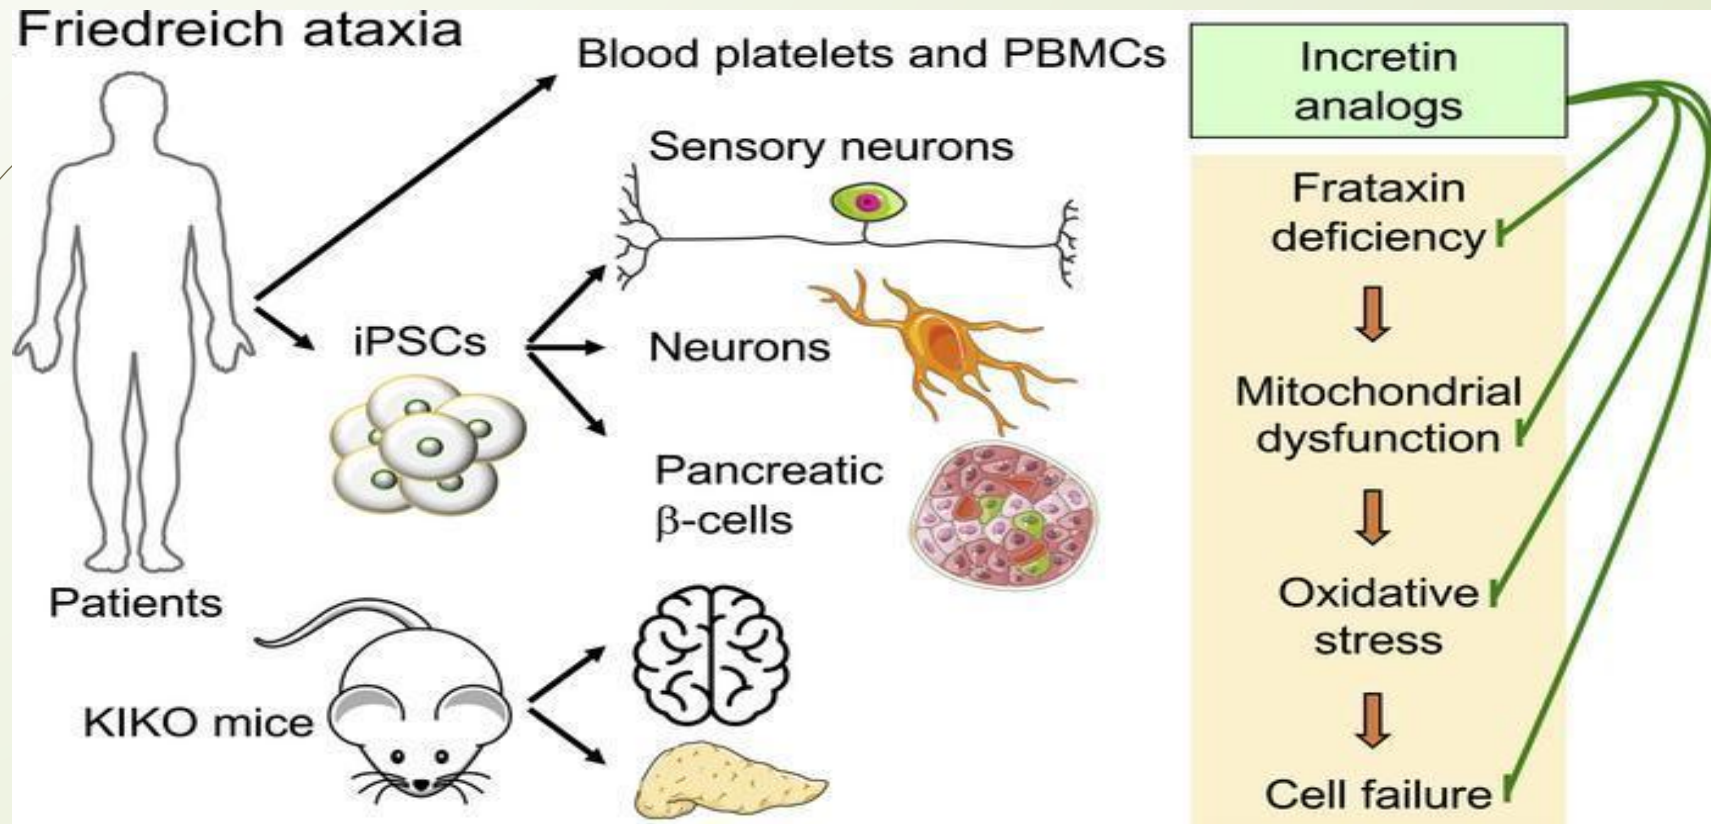 Friedreich ataxia
Blood platelets and PBMCs
Sensory neurons
iPSCs
Neurons
Pancreatic
β-cells
Patients
KIKO mice
Incretin
analogs
Frataxin
deficiency
Mitochondrial
dysfunction
Oxidative
stress
Cell failure